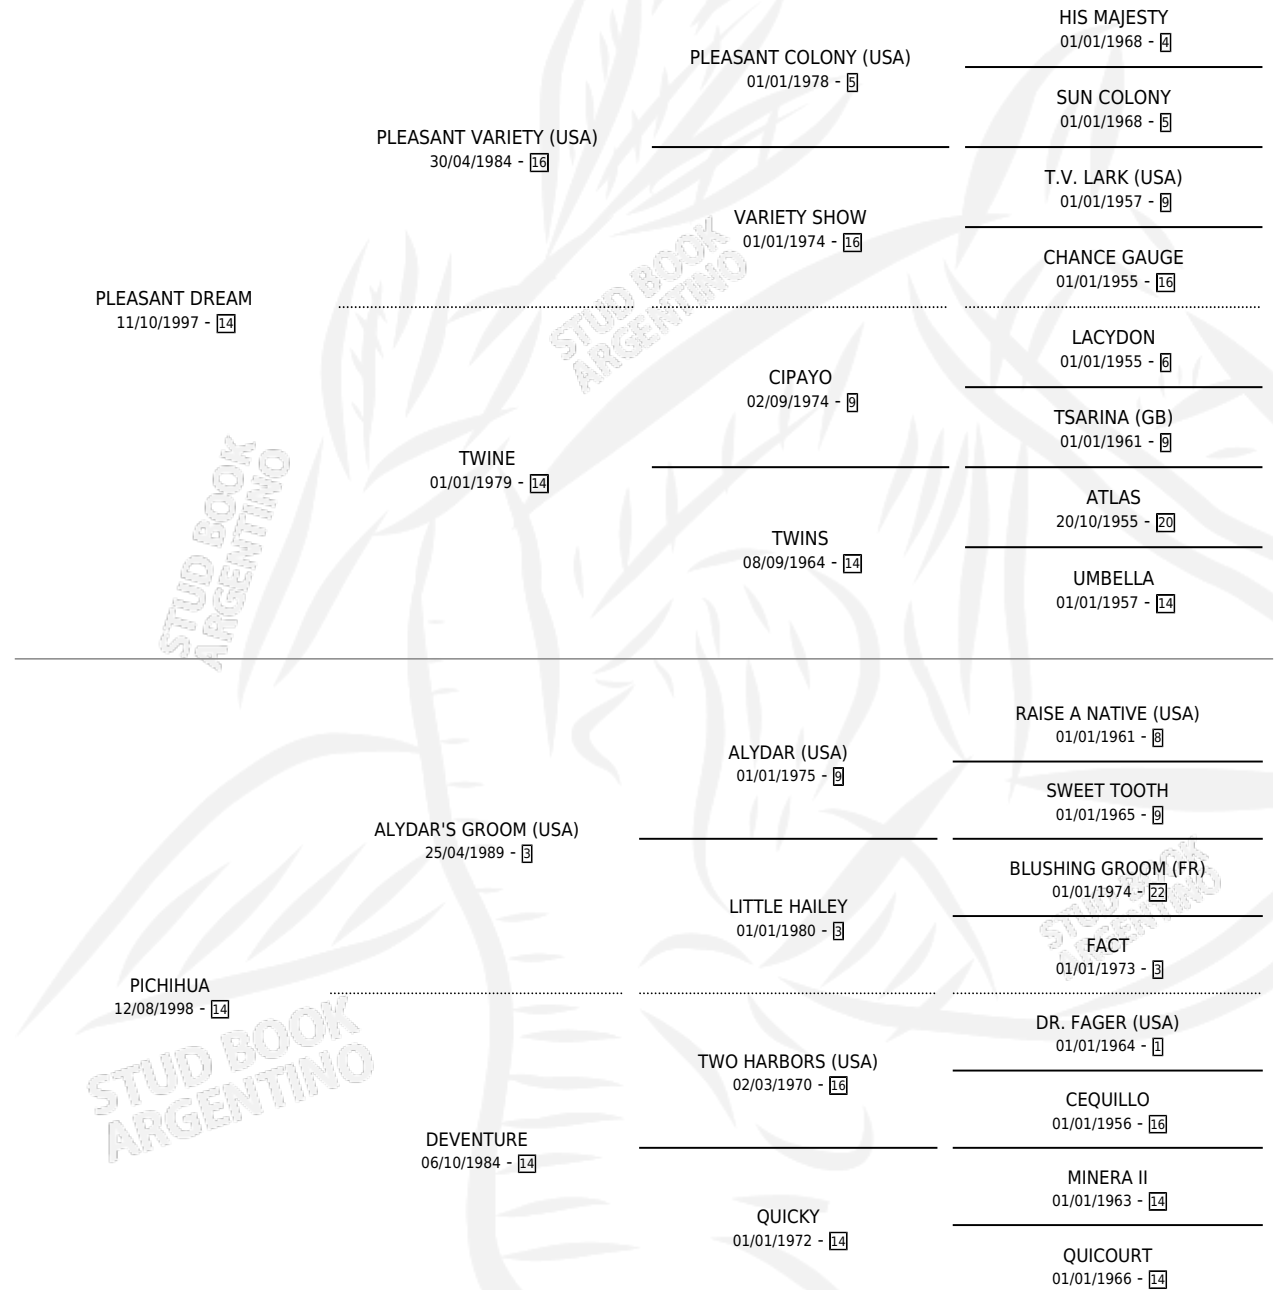 HIS MAJESTY
01/01/1968 - 4
PLEASANT COLONY (USA)
01/01/1978 - 5
SUN COLONY
01/01/1968 - 5
PLEASANT VARIETY (USA)
30/04/1984 - 16
T.V. LARK (USA)
01/01/1957 - 9
VARIETY SHOW
01/01/1974 - 16
CHANCE GAUGE
01/01/1955 - 16
PLEASANT DREAM
11/10/1997 - 14
STUD BOOK
ARGENTINO
LACYDON
01/01/1955 - 6
CIPAYO
02/09/1974 - 9
TSARINA (GB)
01/01/1961 - 9
TWINE
01/01/1979 - 14
ATLAS
20/10/1955 - 20
TWINS
08/09/1964 - 14
UMBELLA
01/01/1957 - 14
STUD BOOK
ARGENTINO
RAISE A NATIVE (USA)
01/01/1961 - 8
ALYDAR (USA)
01/01/1975 - 9
SWEET TOOTH
01/01/1965 - 9
ALYDAR'S GROOM (USA)
25/04/1989 - 3
BLUSHING GROOM (FR)
01/01/1974 - 22
STUD BOOK
ARGENTINO
LITTLE HAILEY
01/01/1980 - 3
FACT
01/01/1973 - 3
PICHIHUA
12/08/1998 - 14
STUD BOOK
ARGENTINO
DR. FAGER (USA)
01/01/1964 - 1
TWO HARBORS (USA)
02/03/1970 - 16
CEQUILLO
01/01/1956 - 16
DEVENTURE
06/10/1984 - 14
MINERA II
01/01/1963 - 14
QUICKY
01/01/1972 - 14
QUICOURT
01/01/1966 - 14